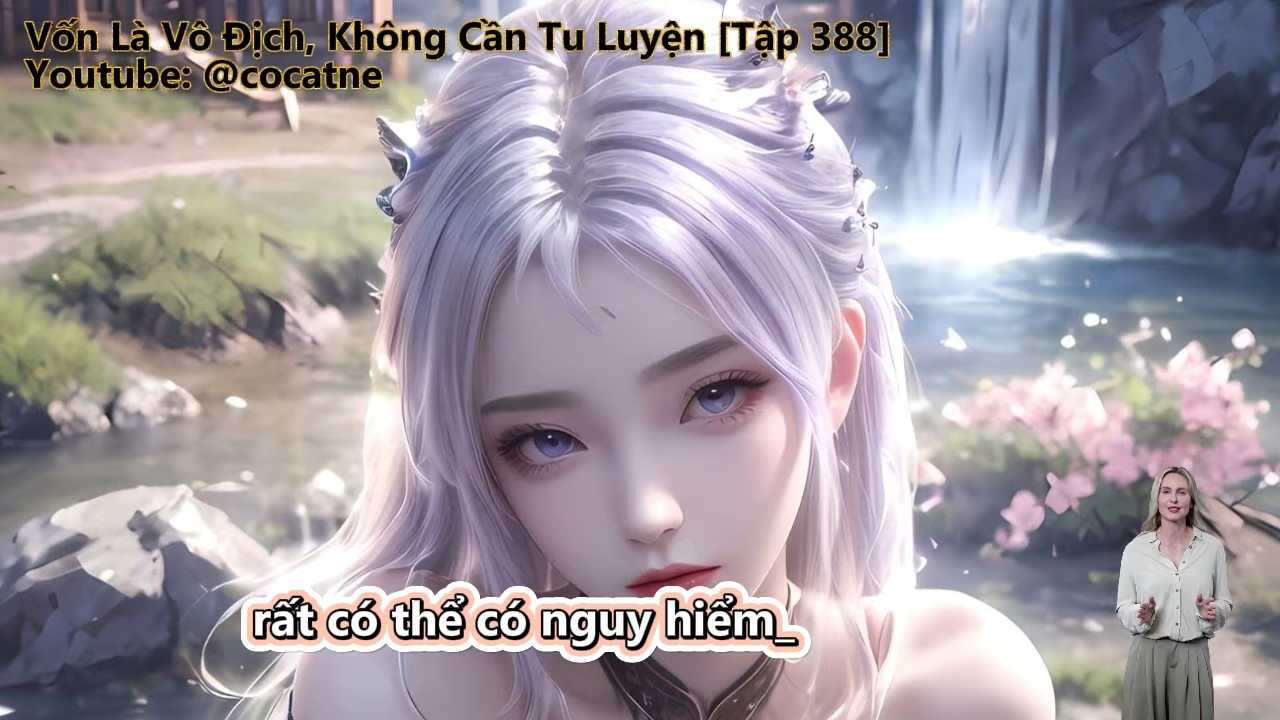 Vốn Là Vô Địch, Không Cần Tu Luyện [Tập 388]
Youtube: @cocatne
rất có thể có nguy hiểm_